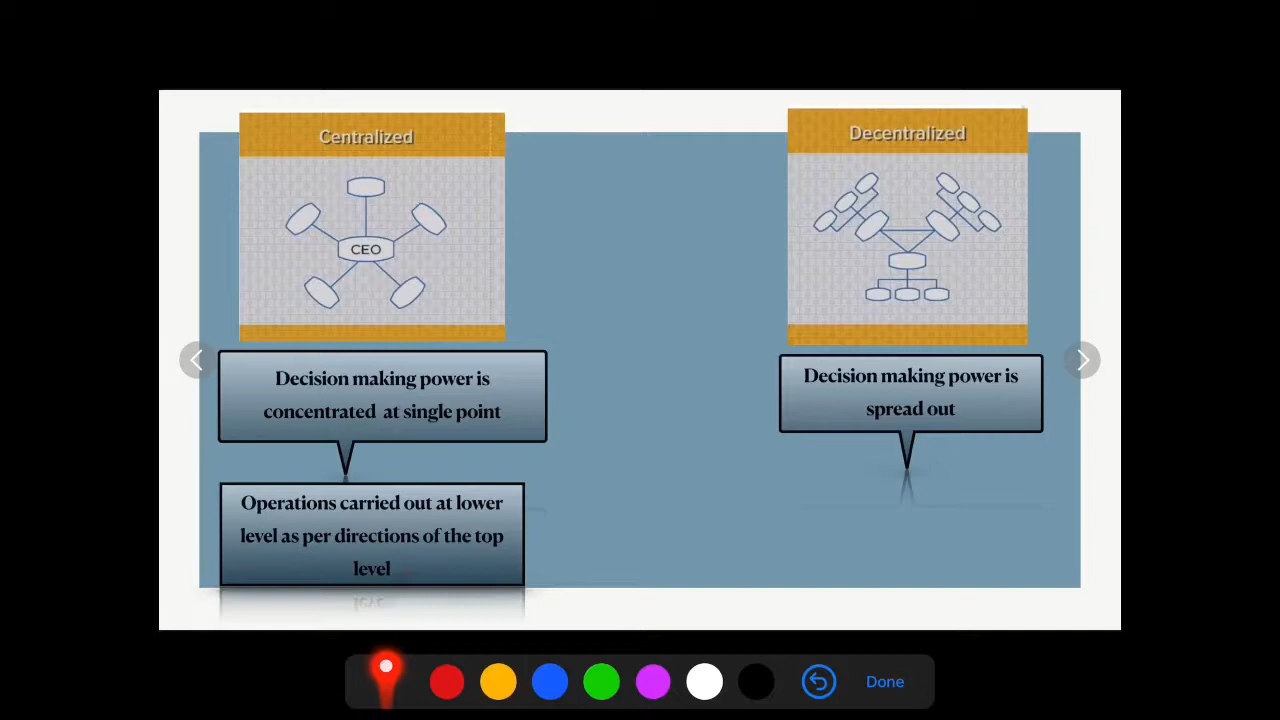 Centralized
CEO
Decision making power is
concentrated at single point
Operations carried out at lower
level as per directions of the top
level
Decentralized
Decision making power is
spread out
Done